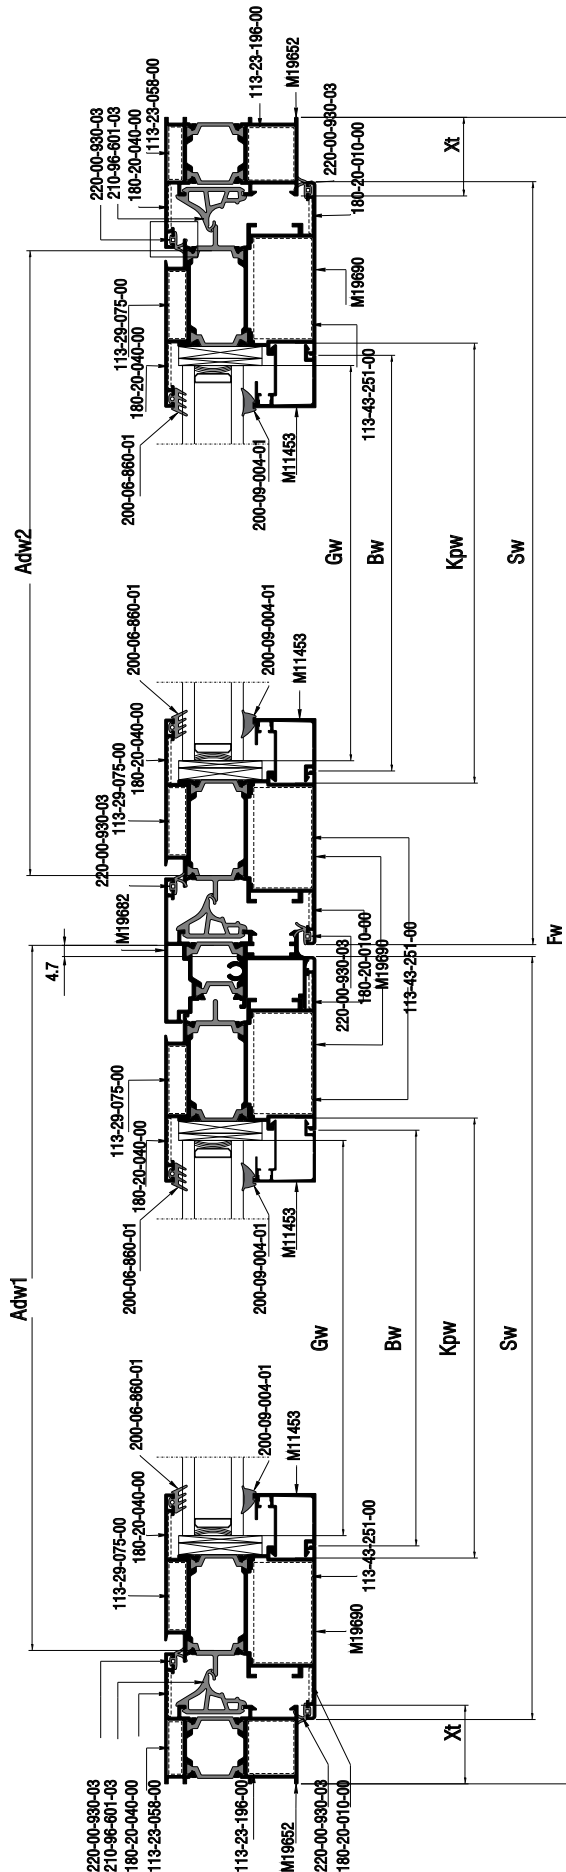 220-00-930-03
210-96-601-03
180-20-040-00
113-23-058-00
113-23-196-00
M19652
220-00-930-03
180-20-010-00
Xt
113-29-075-00
180-20-040-00
M19690
113-43-251-00
200-06-860-01
200-09-004-01
M11453
Adw2
Gw
Bw
Kpw
Sw
200-06-860-01
200-09-004-01
M11453
180-20-040-00
113-29-075-00
220-00-930-03
M19682
4.7
220-00-930-03
180-20-010-00
M19690
113-43-251-00
Fw
113-29-075-00
180-20-040-00
200-06-860-01
200-09-004-01
M11453
Adw1
Gw
Bw
Kpw
Sw
200-06-860-01
200-09-004-01
M11453
180-20-040-00
113-29-075-00
113-43-251-00
M19690
220-00-930-03
210-96-601-03
180-20-040-00
113-23-058-00
113-23-196-00
M19652
220-00-930-03
180-20-010-00
Xt